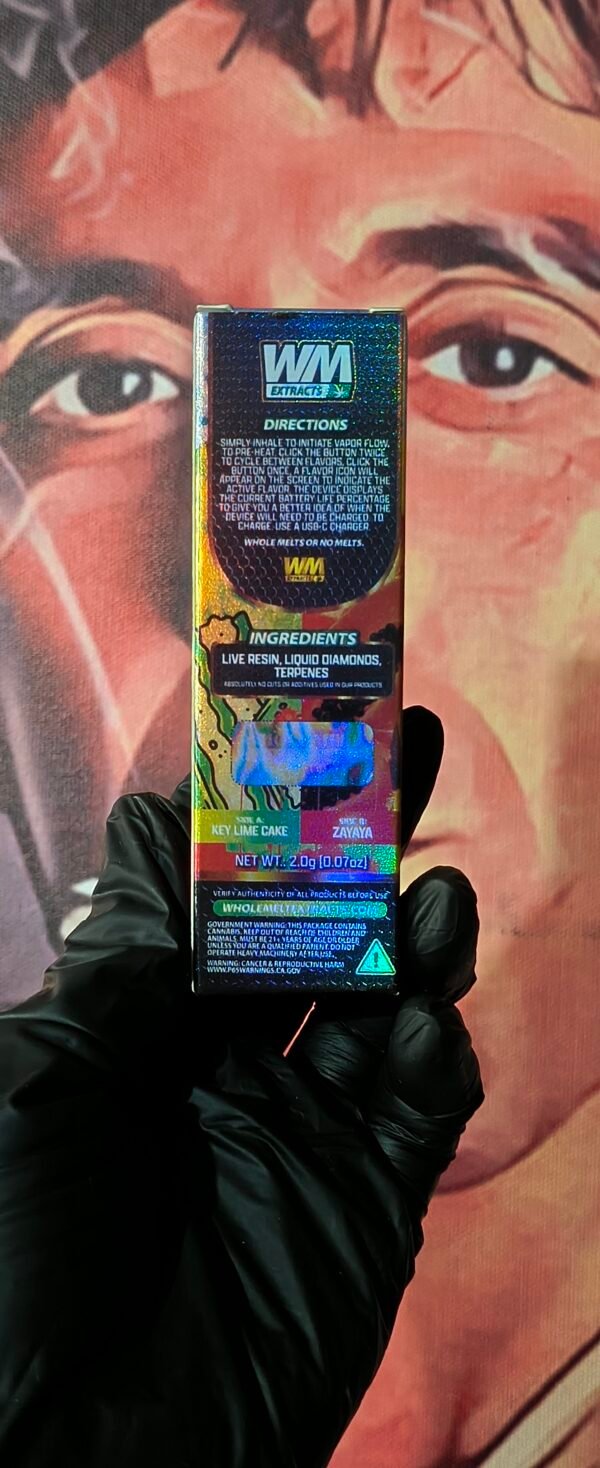 WM
EXTRACTS
DIRECTIONS
SIMPLY INHALE TO INITIATE VAPOR FLOW.
TO PRE-HEAT, CLICK THE BUTTON TWICE.
TO CYCLE BETWEEN FLAVORS, CLICK THE
BUTTON ONCE. A FLAVOR ICON WILL
APPEAR ON THE SCREEN TO INDICATE THE
ACTIVE FLAVOR. THE DEVICE DISPLAYS
THE CURRENT BATTERY LIFE PERCENTAGE
TO GIVE YOU A BETTER IDEA OF WHEN THE
DEVICE WILL NEED TO BE CHARGED. TO
CHARGE, USE A USB-C CHARGER.
WHOLE MELTS OR NO MELTS.
WM
EXTRACTS
INGREDIENTS
LIVE RESIN, LIQUID DIAMONDS,
TERPENES
ABSOLUTELY NO CUTS OR ADDITIVES USED IN OUR PRODUCTS
SIDE A:
KEY LIME CAKE
SIDE B:
ZAYAYA
NET WT.: 2.0g (0.07oz)
VERIFY AUTHENTICITY OF ALL PRODUCTS BEFORE USE
WHOLEMELTEXTRACTS.COM
GOVERNMENT WARNING: THIS PACKAGE CONTAINS
CANNABIS. KEEP OUT OF REACH OF CHILDREN AND
ANIMALS. MUST BE 21+ YEARS OF AGE OR OLDER
UNLESS YOU ARE A QUALIFIED PATIENT. DO NOT
OPERATE HEAVY MACHINERY AFTER USE.
WARNING: CANCER & REPRODUCTIVE HARM
WWW.P65WARNINGS.CA.GOV